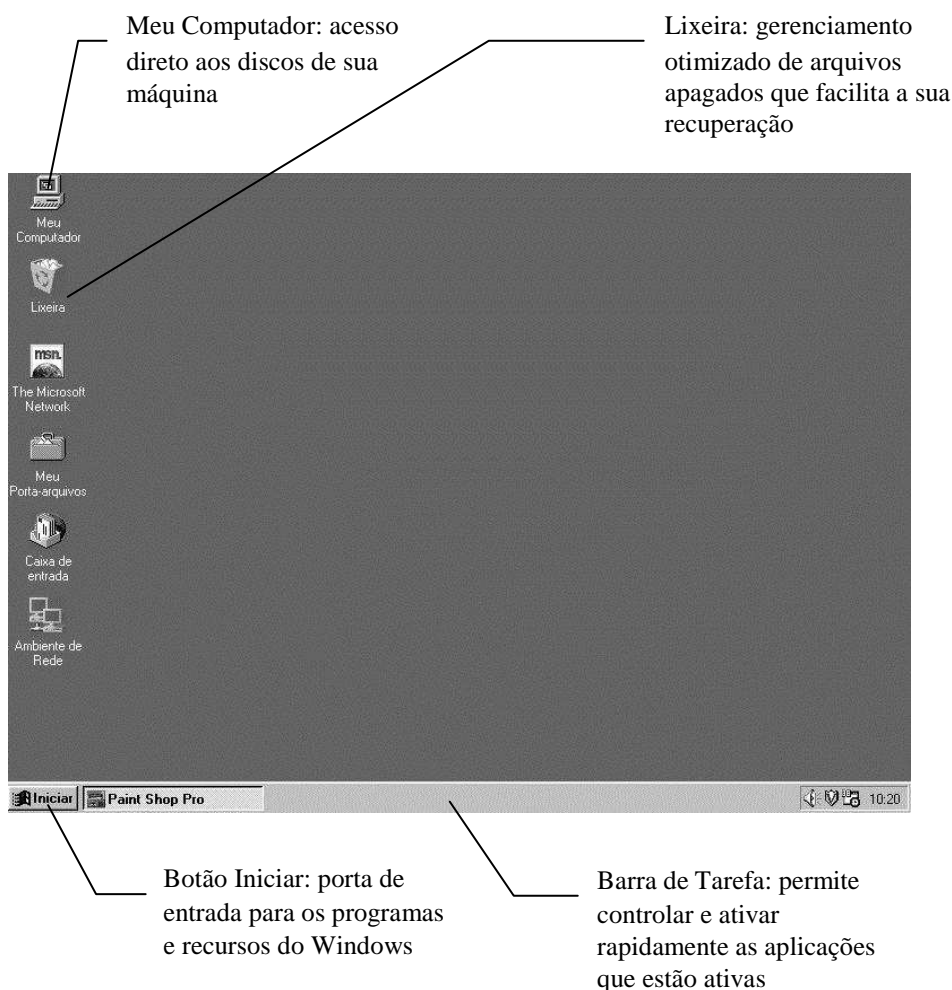 Meu Computador: acesso
direto aos discos de sua
máquina
Lixeira: gerenciamento
otimizado de arquivos
apagados que facilita a sua
recuperação
Meu
Computador
Lixeira
msn.
The Microsoft
Network
Meu
Porta-arquivos
Caixa de
entrada
Ambiente de
Rede
Iniciar
Paint Shop Pro
10:20
Botão Iniciar: porta de
entrada para os programas
e recursos do Windows
Barra de Tarefa: permite
controlar e ativar
rapidamente as aplicações
que estão ativas